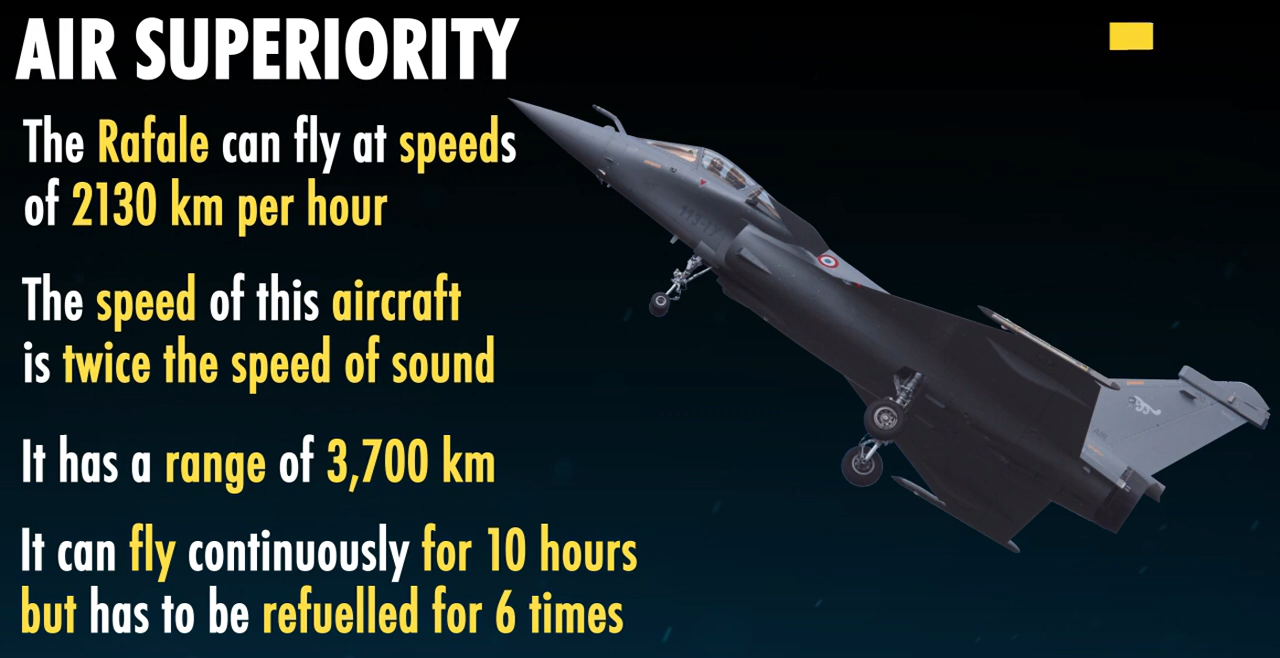 AIR SUPERIORITY
The Rafale can fly at speeds
of 2130 km per hour
The speed of this aircraft
is twice the speed of sound
It has a range of 3,700 km
It can fly continuously for 10 hours
but has to be refuelled for 6 times